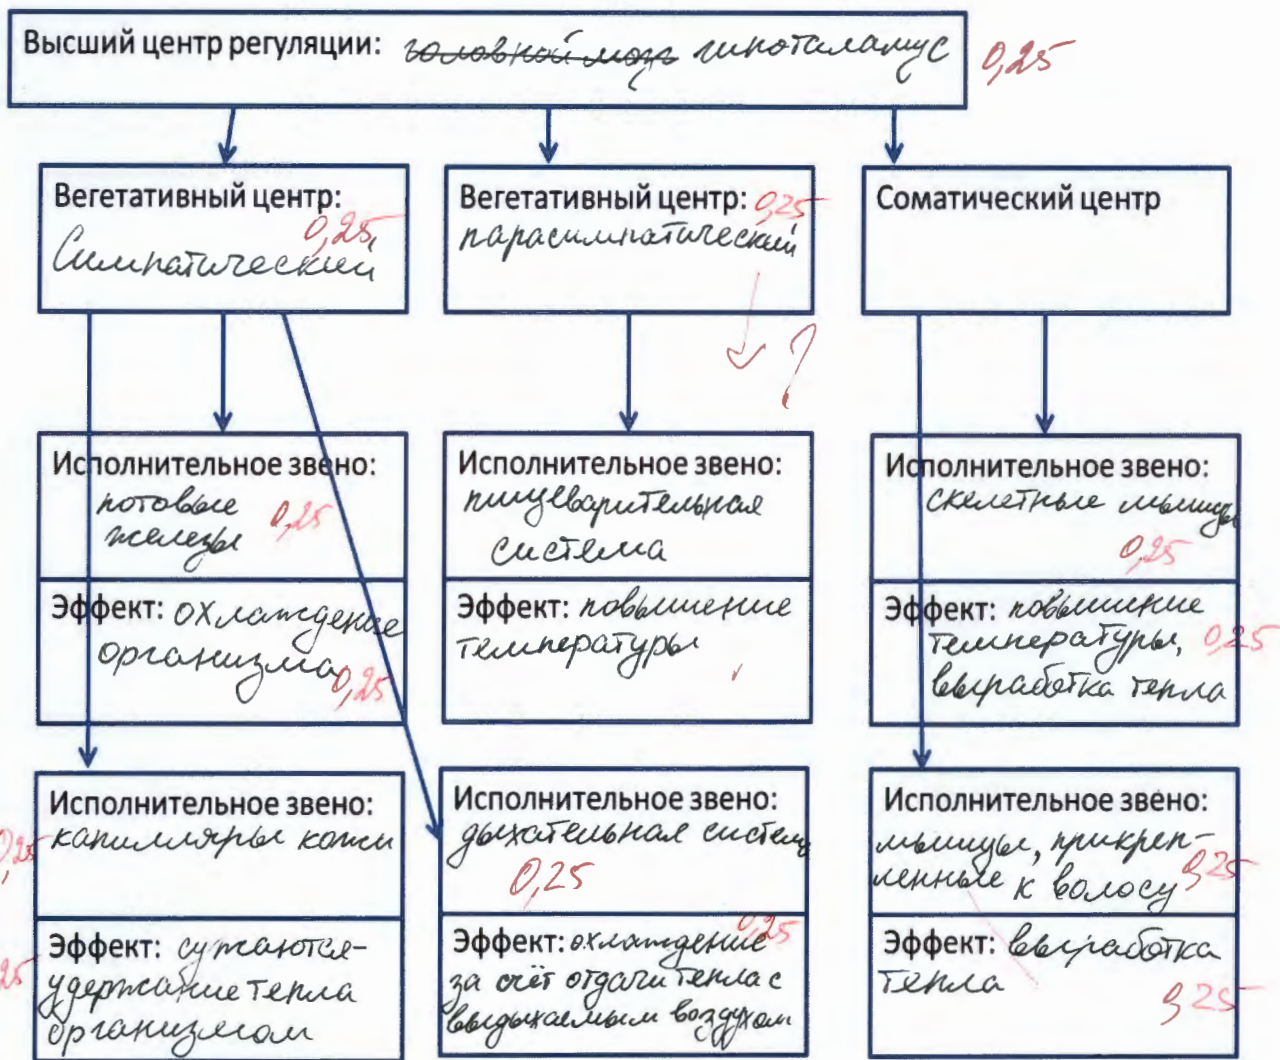 Высший центр регуляции: головной мозг гипоталамус 0,25
Вегетативный центр:
0,25
Симпатический
Вегетативный центр: 0,25
парасимпатический
Соматический центр
?
Исполнительное звено:
потовые
железы 0,25
Эффект: охлаждение
организма 0,25
Исполнительное звено:
пищеварительная
система
Эффект: повышение
температуры
Исполнительное звено:
скелетные мышцы
0,25
Эффект: повышение
температуры, 0,25
выработка тепла
Исполнительное звено:
0,25 капилляры кожи
Эффект: сужаются-
25 удержание тепла
организмом
Исполнительное звено:
дыхательная система
0,25
Эффект: охлаждение 0,25
за счёт отдачи тепла с
выдыхаемым воздухом
Исполнительное звено:
мышцы, прикреп-
ленные к волосу 0,25
Эффект: выработка
тепла
0,25